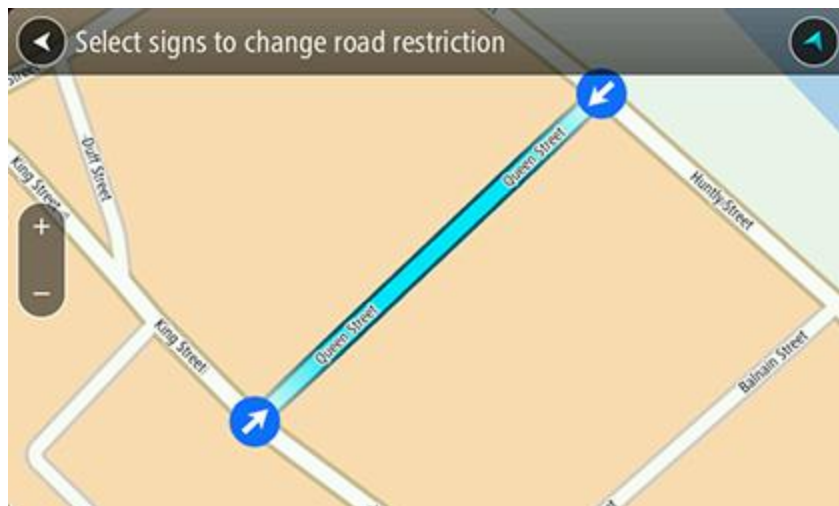 Select signs to change road restriction
Street
Duff Street
King Street
Queen Street
Huntly Street
+
−
Queen Street
King Street
Balnain Street